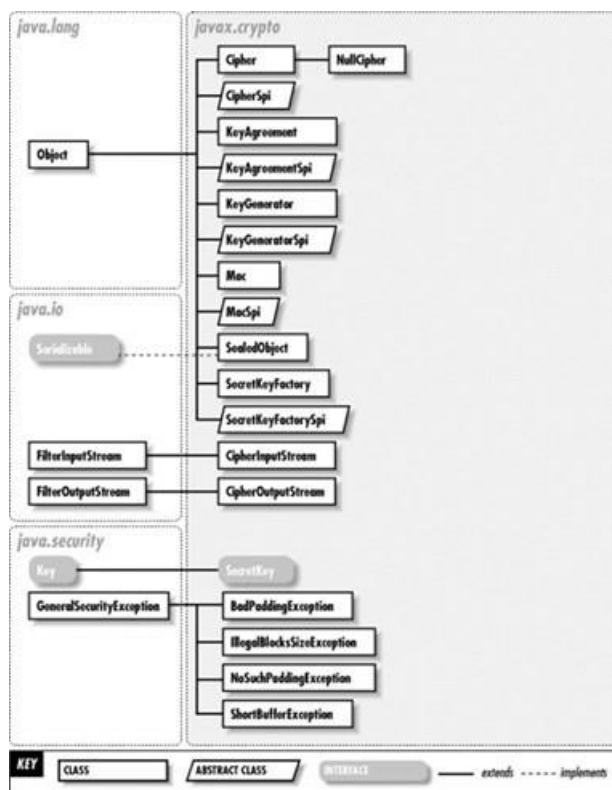 java.lang
javax.crypto
Cipher
NullCipher
CipherSpi
KeyAgreement
Object
KeyAgreementSpi
KeyGenerator
KeyGeneratorSpi
Mac
MacSpi
java.io
Serializable
SealedObject
SecretKeyFactory
SecretKeyFactorySpi
FilterInputStream
CipherInputStream
FilterOutputStream
CipherOutputStream
java.security
Key
SecretKey
GeneralSecurityException
BadPaddingException
IllegalBlocksSizeException
NoSuchPaddingException
ShortBufferException
KEY
CLASS
ABSTRACT CLASS
INTERFACE
extends
implements